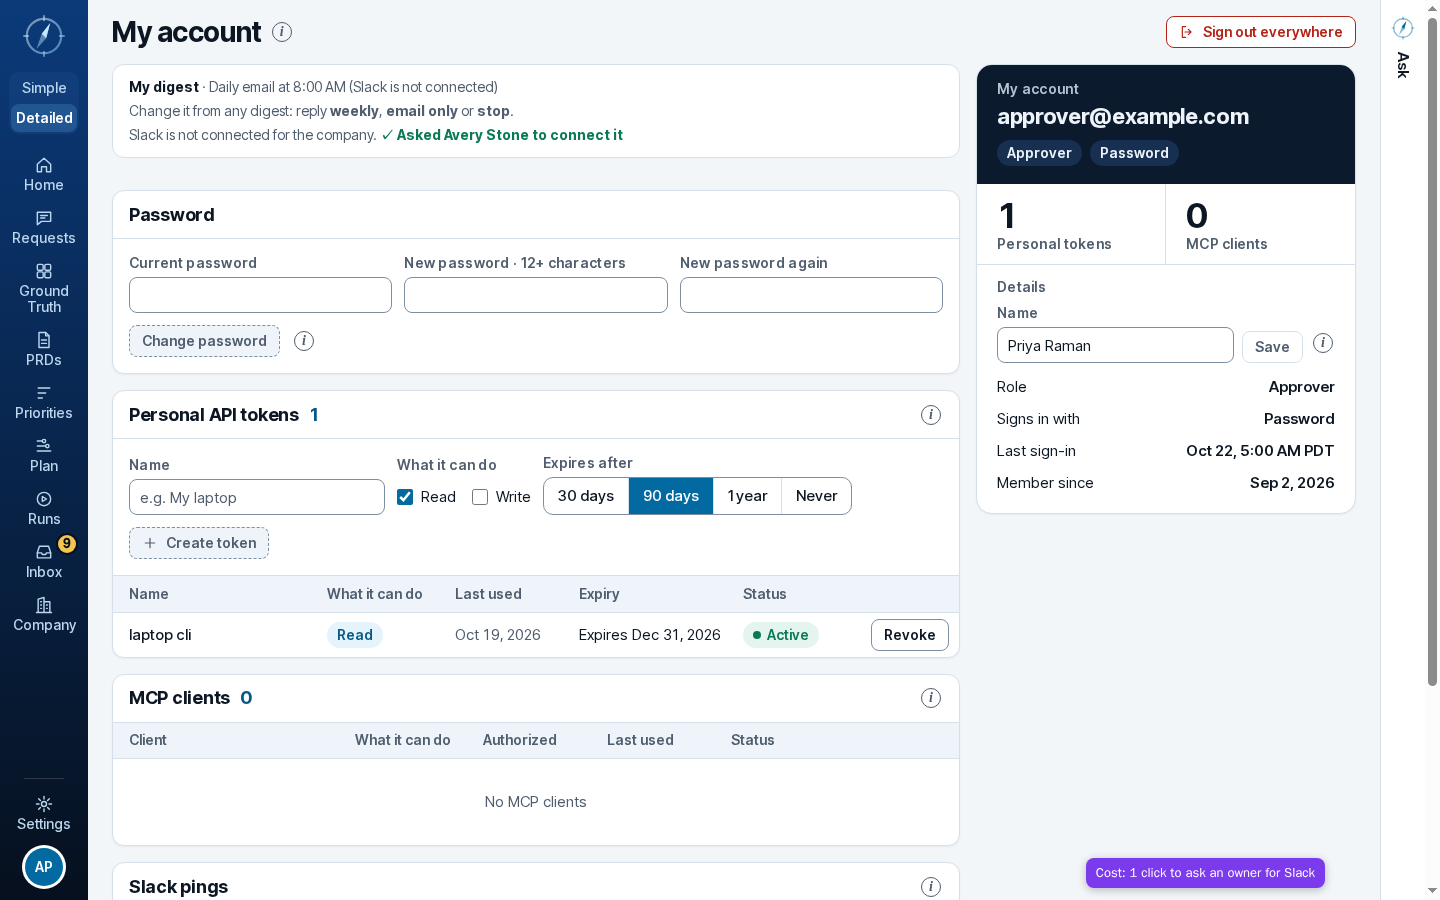 Simple
Detailed
Home
Requests
Ground
Truth
PRDs
Priorities
Plan
Runs
9
Inbox
Company
Settings
AP
My account i
Sign out everywhere
My digest · Daily email at 8:00 AM (Slack is not connected)
Change it from any digest: reply weekly, email only or stop.
Slack is not connected for the company. ✓ Asked Avery Stone to connect it
Password
Current password
New password · 12+ characters
New password again
Change password i
Personal API tokens 1 i
Name
What it can do
Expires after
e.g. My laptop
Read Write
30 days 90 days 1 year Never
+ Create token
Name What it can do Last used Expiry Status
laptop cli Read Oct 19, 2026 Expires Dec 31, 2026 Active Revoke
MCP clients 0 i
Client What it can do Authorized Last used Status
No MCP clients
Slack pings i
My account
approver@example.com
Approver Password
1
Personal tokens
0
MCP clients
Details
Name
Priya Raman Save i
Role Approver
Signs in with Password
Last sign-in Oct 22, 5:00 AM PDT
Member since Sep 2, 2026
Cost: 1 click to ask an owner for Slack
Ask